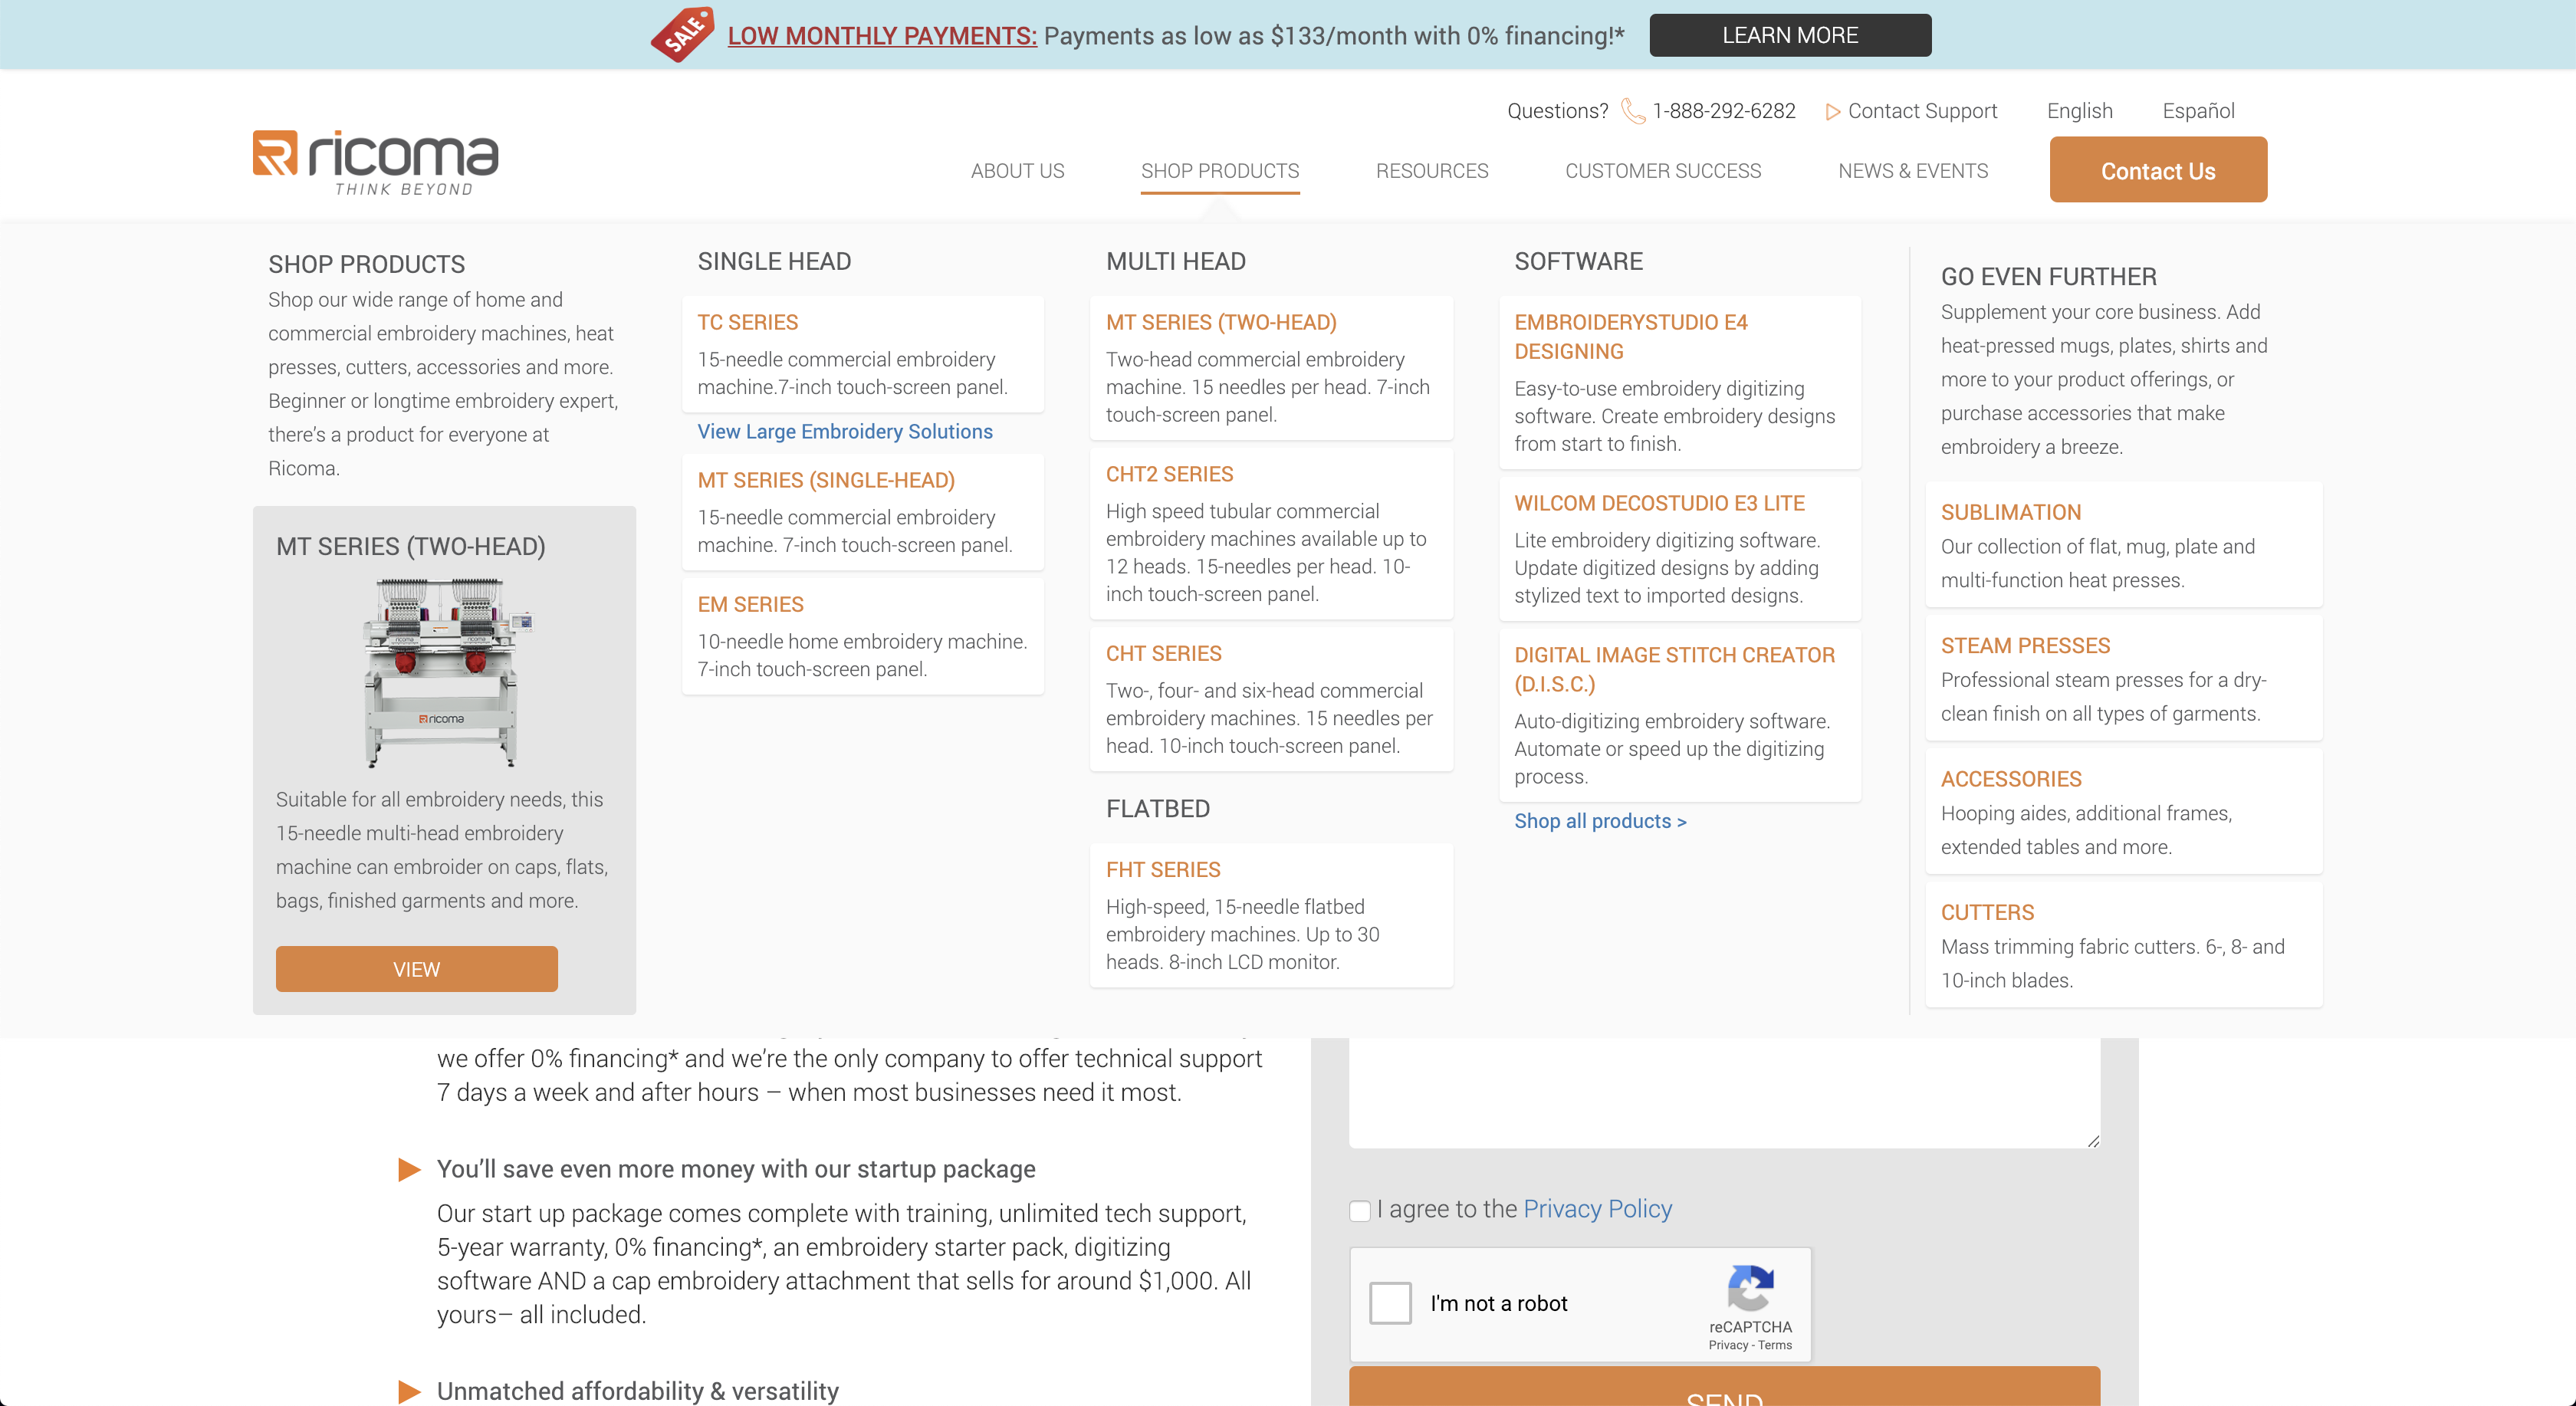 SALE
LOW MONTHLY PAYMENTS: Payments as low as $133/month with 0% financing!*
LEARN MORE
Questions? 1-888-292-6282
Contact Support
English
Español
ricoma
THINK BEYOND
ABOUT US
SHOP PRODUCTS
RESOURCES
CUSTOMER SUCCESS
NEWS & EVENTS
Contact Us
SHOP PRODUCTS
Shop our wide range of home and
commercial embroidery machines, heat
presses, cutters, accessories and more.
Beginner or longtime embroidery expert,
there's a product for everyone at
Ricoma.
MT SERIES (TWO-HEAD)
ricoma
ricoma
ricoma
Suitable for all embroidery needs, this
15-needle multi-head embroidery
machine can embroider on caps, flats,
bags, finished garments and more.
VIEW
SINGLE HEAD
TC SERIES
15-needle commercial embroidery
machine.7-inch touch-screen panel.
View Large Embroidery Solutions
MT SERIES (SINGLE-HEAD)
15-needle commercial embroidery
machine. 7-inch touch-screen panel.
EM SERIES
10-needle home embroidery machine.
7-inch touch-screen panel.
MULTI HEAD
MT SERIES (TWO-HEAD)
Two-head commercial embroidery
machine. 15 needles per head. 7-inch
touch-screen panel.
CHT2 SERIES
High speed tubular commercial
embroidery machines available up to
12 heads. 15-needles per head. 10-
inch touch-screen panel.
CHT SERIES
Two-, four- and six-head commercial
embroidery machines. 15 needles per
head. 10-inch touch-screen panel.
FLATBED
FHT SERIES
High-speed, 15-needle flatbed
embroidery machines. Up to 30
heads. 8-inch LCD monitor.
SOFTWARE
EMBROIDERYSTUDIO E4
DESIGNING
Easy-to-use embroidery digitizing
software. Create embroidery designs
from start to finish.
WILCOM DECOSTUDIO E3 LITE
Lite embroidery digitizing software.
Update digitized designs by adding
stylized text to imported designs.
DIGITAL IMAGE STITCH CREATOR
(D.I.S.C.)
Auto-digitizing embroidery software.
Automate or speed up the digitizing
process.
Shop all products >
GO EVEN FURTHER
Supplement your core business. Add
heat-pressed mugs, plates, shirts and
more to your product offerings, or
purchase accessories that make
embroidery a breeze.
SUBLIMATION
Our collection of flat, mug, plate and
multi-function heat presses.
STEAM PRESSES
Professional steam presses for a dry-
clean finish on all types of garments.
ACCESSORIES
Hooping aides, additional frames,
extended tables and more.
CUTTERS
Mass trimming fabric cutters. 6-, 8- and
10-inch blades.
we offer 0% financing* and we're the only company to offer technical support
7 days a week and after hours – when most businesses need it most.
You'll save even more money with our startup package
Our start up package comes complete with training, unlimited tech support,
5-year warranty, 0% financing*, an embroidery starter pack, digitizing
software AND a cap embroidery attachment that sells for around $1,000. All
yours– all included.
Unmatched affordability & versatility
I agree to the Privacy Policy
I'm not a robot
reCAPTCHA
Privacy - Terms
SEND